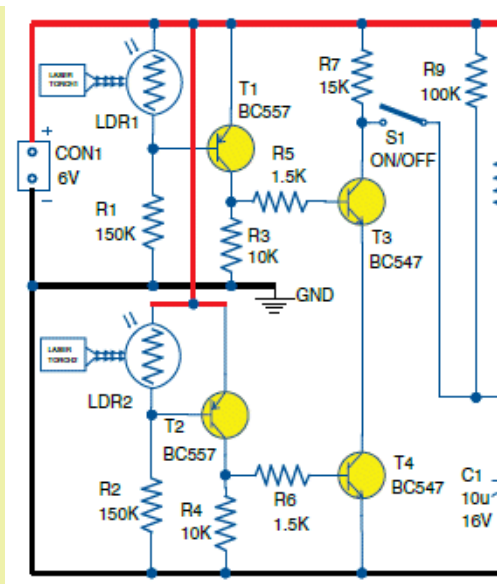 R7
15K
R9
100K
T1
BC557
LASER
LDR1
+
CON1
6V
−
S1
ON/OFF
R5
1.5K
R1
150K
R3
10K
T3
BC547
GND
LASER
LDR2
T2
BC557
T4
BC547
C1
10u
16V
R2
150K
R4
10K
R6
1.5K